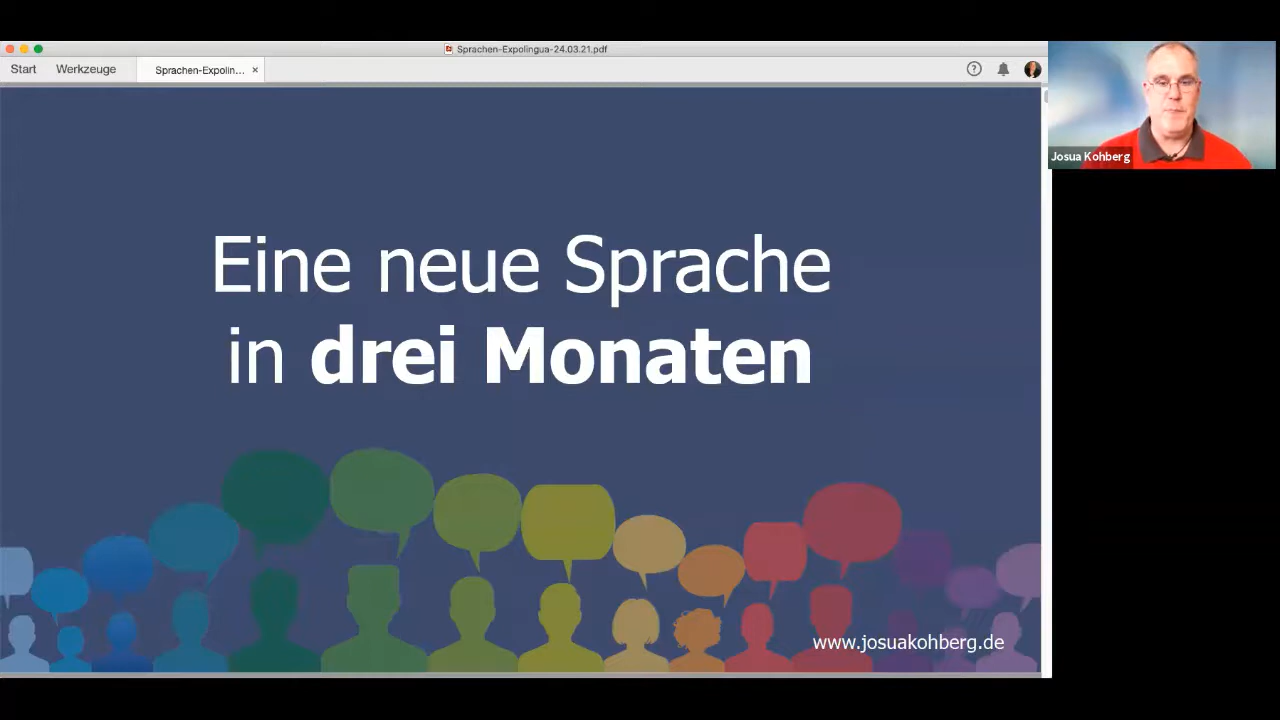 Sprachen-Expolingua-24.03.21.pdf
Start Werkzeuge Sprachen-Expolin... ×
Josua Kohberg
Eine neue Sprache
in drei Monaten
www.josuakohberg.de